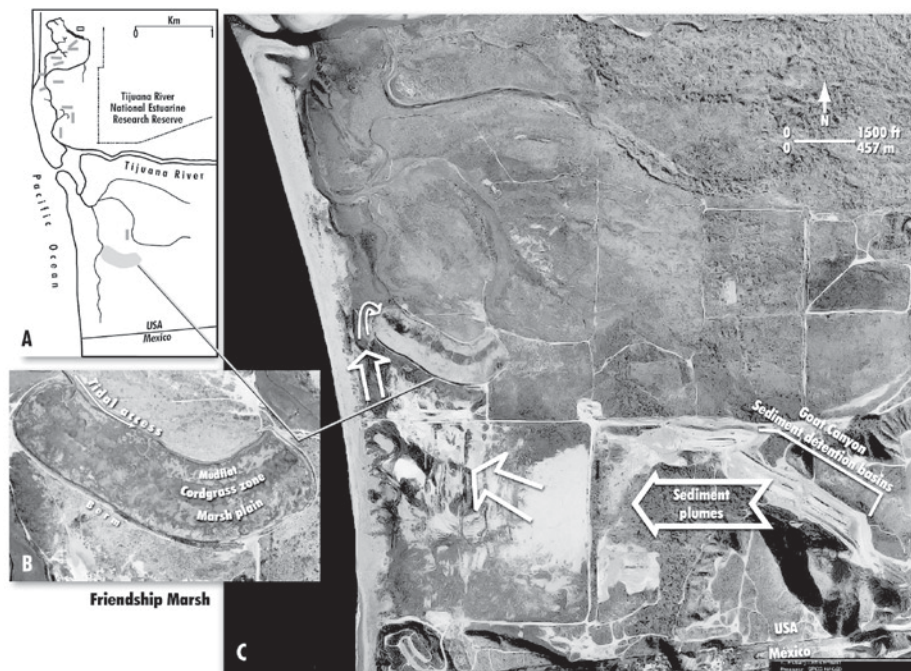 Km
0 1
Tijuana River
National Estuarine
Research Reserve
Tijuana River
Pacific Ocean
USA
Mexico
A
Tidal access
Mudflat
Cordgrass zone
Marsh plain
Berm
B
Friendship Marsh
N
0 1500 ft
0 457 m
Goat Canyon
Sediment detention basins
Sediment
plumes
USA
México
C